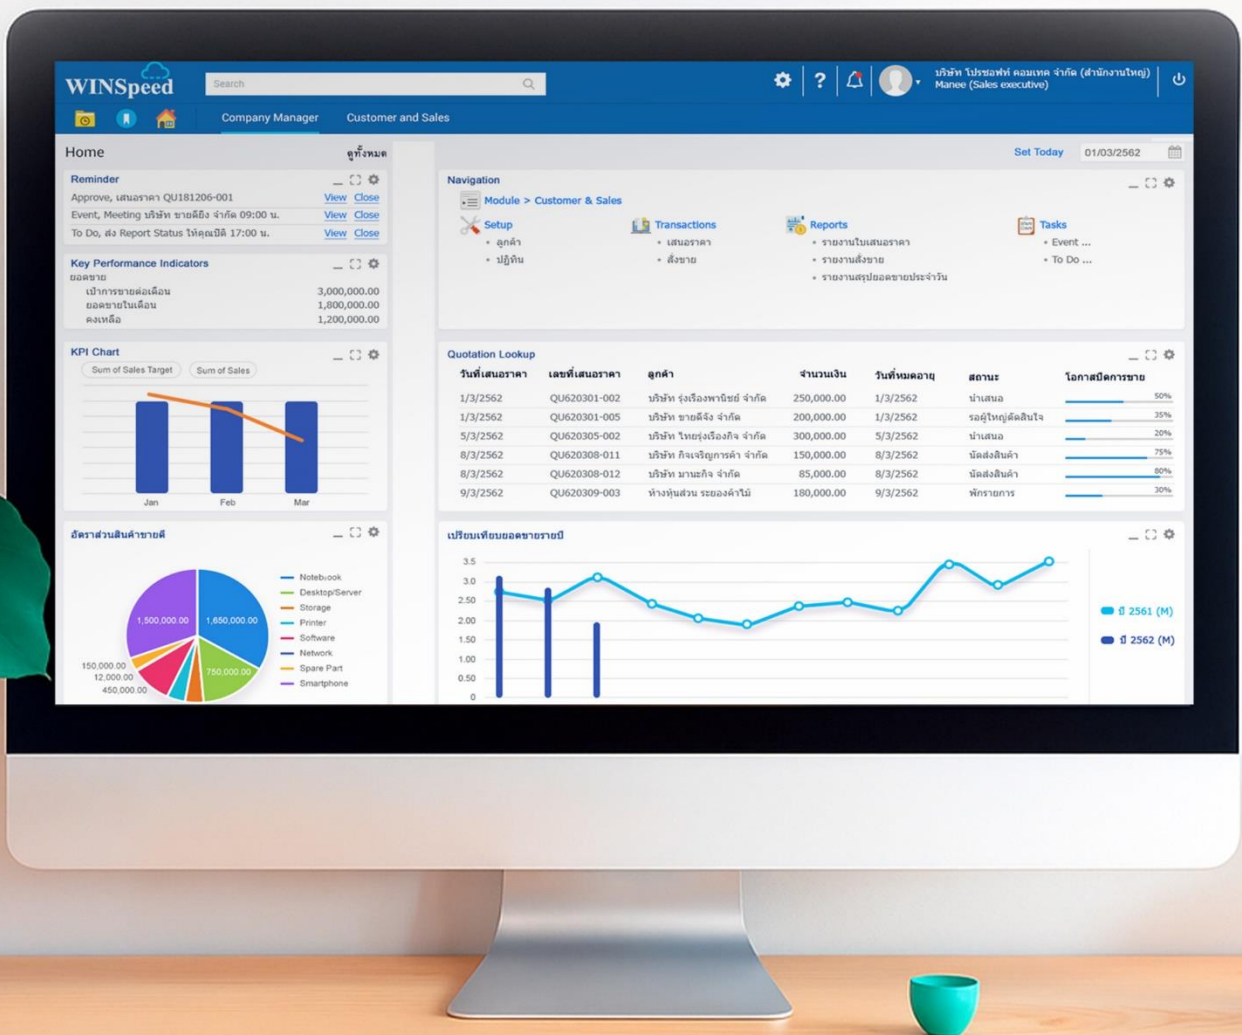 WINSpeed
Search
บริษัท โปรซอฟท์ คอมเทค จำกัด (สำนักงานใหญ่)
Manee (Sales executive)
Company Manager Customer and Sales
Home ดูทั้งหมด
Set Today 01/03/2562
Reminder
Approve, เสนอราคา QU181206-001 View Close
Event, Meeting บริษัท ขายดียิ่ง จำกัด 09:00 น. View Close
To Do, ส่ง Report Status ให้คุณปิติ 17:00 น. View Close
Key Performance Indicators
ยอดขาย
เป้าการขายต่อเดือน 3,000,000.00
ยอดขายในเดือน 1,800,000.00
คงเหลือ 1,200,000.00
KPI Chart
Sum of Sales Target Sum of Sales
Jan Feb Mar
อัตราส่วนสินค้าขายดี
1,500,000.00 1,650,000.00
750,000.00
150,000.00
12,000.00
450,000.00
Notebook
Desktop/Server
Storage
Printer
Software
Network
Spare Part
Smartphone
Navigation
Module > Customer & Sales
Setup Transactions Reports Tasks
• ลูกค้า • เสนอราคา • รายงานใบเสนอราคา • Event ...
• ปฏิทิน • สั่งขาย • รายงานสั่งขาย • To Do ...
• รายงานสรุปยอดขายประจำวัน
Quotation Lookup
วันที่เสนอราคา เลขที่เสนอราคา ลูกค้า จำนวนเงิน วันที่หมดอายุ สถานะ โอกาสปิดการขาย
1/3/2562 QU620301-002 บริษัท รุ่งเรืองพานิชย์ จำกัด 250,000.00 1/3/2562 นำเสนอ 50%
1/3/2562 QU620301-005 บริษัท ขายดีจัง จำกัด 200,000.00 1/3/2562 รอผู้ใหญ่ตัดสินใจ 35%
5/3/2562 QU620305-002 บริษัท ไทยรุ่งเรืองกิจ จำกัด 300,000.00 5/3/2562 นำเสนอ 20%
8/3/2562 QU620308-011 บริษัท กิจเจริญการค้า จำกัด 150,000.00 8/3/2562 นัดส่งสินค้า 75%
8/3/2562 QU620308-012 บริษัท มานะกิจ จำกัด 85,000.00 8/3/2562 นัดส่งสินค้า 80%
9/3/2562 QU620309-003 ห้างหุ้นส่วน ระยองค้าไม้ 180,000.00 9/3/2562 พักรายการ 30%
เปรียบเทียบยอดขายรายปี
3.5
3.0
2.50
2.00
1.50
1.00
0.50
0
ปี 2561 (M)
ปี 2562 (M)